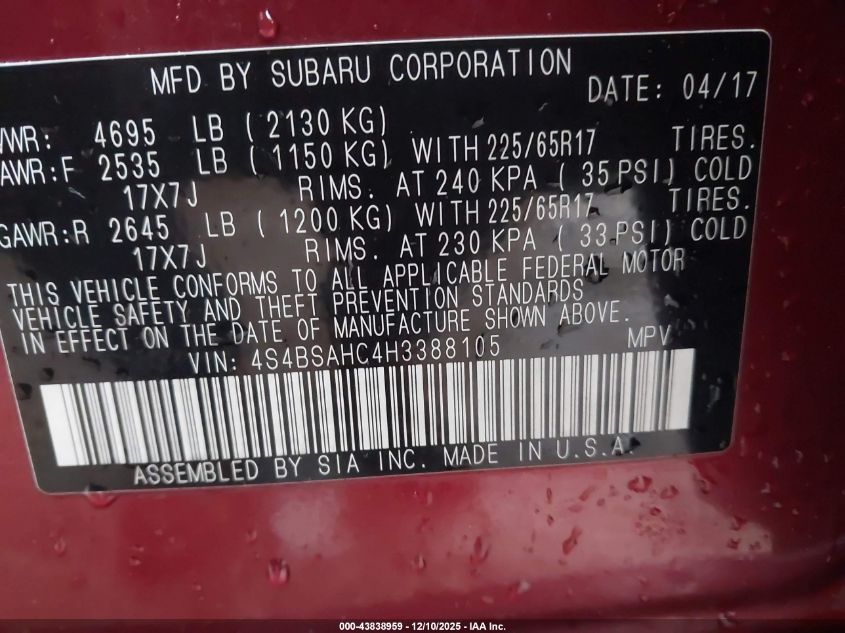 MFD BY SUBARU CORPORATION DATE: 04/17
VWR: 4695 LB ( 2130 KG)
AWR:F 2535 LB ( 1150 KG) WITH 225/65R17 TIRES.
17X7J RIMS. AT 240 KPA ( 35 PSI) COLD
GAWR:R 2645 LB ( 1200 KG) WITH 225/65R17 TIRES.
17X7J RIMS. AT 230 KPA ( 33 PSI) COLD
THIS VEHICLE CONFORMS TO ALL APPLICABLE FEDERAL MOTOR
VEHICLE SAFETY AND THEFT PREVENTION STANDARDS
IN EFFECT ON THE DATE OF MANUFACTURE SHOWN ABOVE.
VIN: 4S4BSAHC4H3388105 MPV
ASSEMBLED BY SIA INC. MADE IN U.S.A.
000-43838959 - 12/10/2025 - IAA Inc.